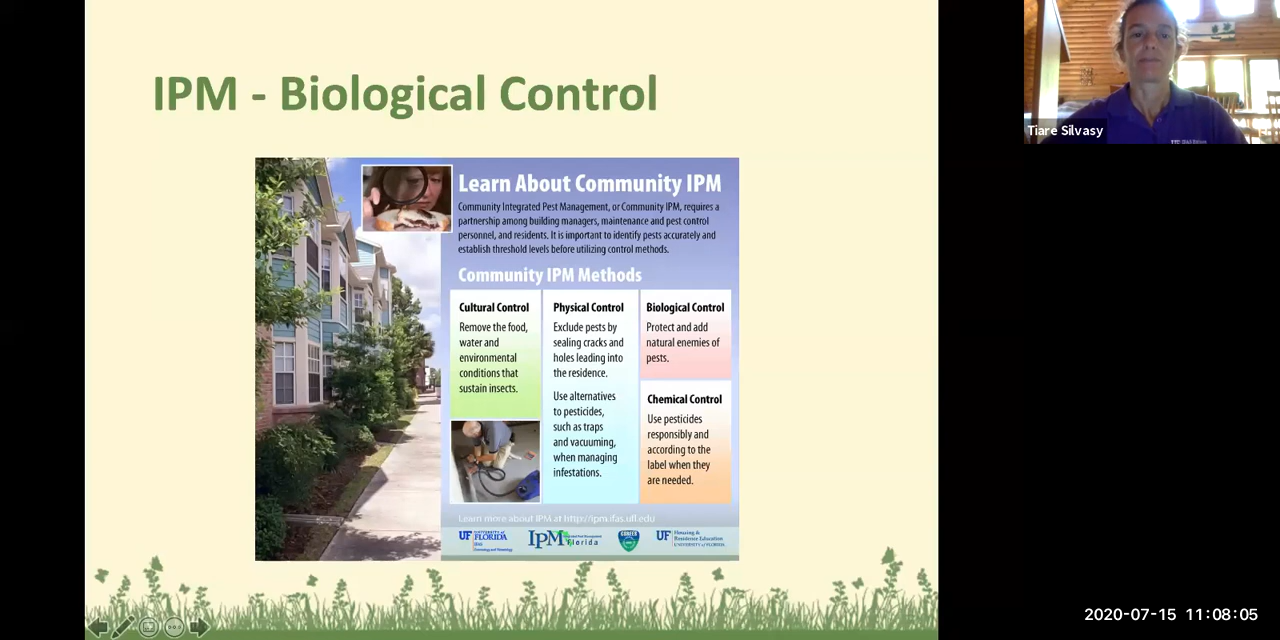 IPM - Biological Control
Learn About Community IPM
Community Integrated Pest Management, or Community IPM, requires a
partnership among building managers, maintenance and pest control
personnel, and residents. It is important to identify pests accurately and
establish threshold levels before utilizing control methods.
Community IPM Methods
Cultural Control
Remove the food,
water and
environmental
conditions that
sustain insects.
Physical Control
Exclude pests by
sealing cracks and
holes leading into
the residence.
Use alternatives
to pesticides,
such as traps
and vacuuming,
when managing
infestations.
Biological Control
Protect and add
natural enemies of
pests.
Chemical Control
Use pesticides
responsibly and
according to the
label when they
are needed.
Learn more about IPM at http://ipm.ifas.ufl.edu
UF UNIVERSITY of
FLORIDA
IPM Florida
UF Housing &
Residence Education
UNIVERSITY of FLORIDA
Tiare Silvasy
UF
2020-07-15 11:08:05